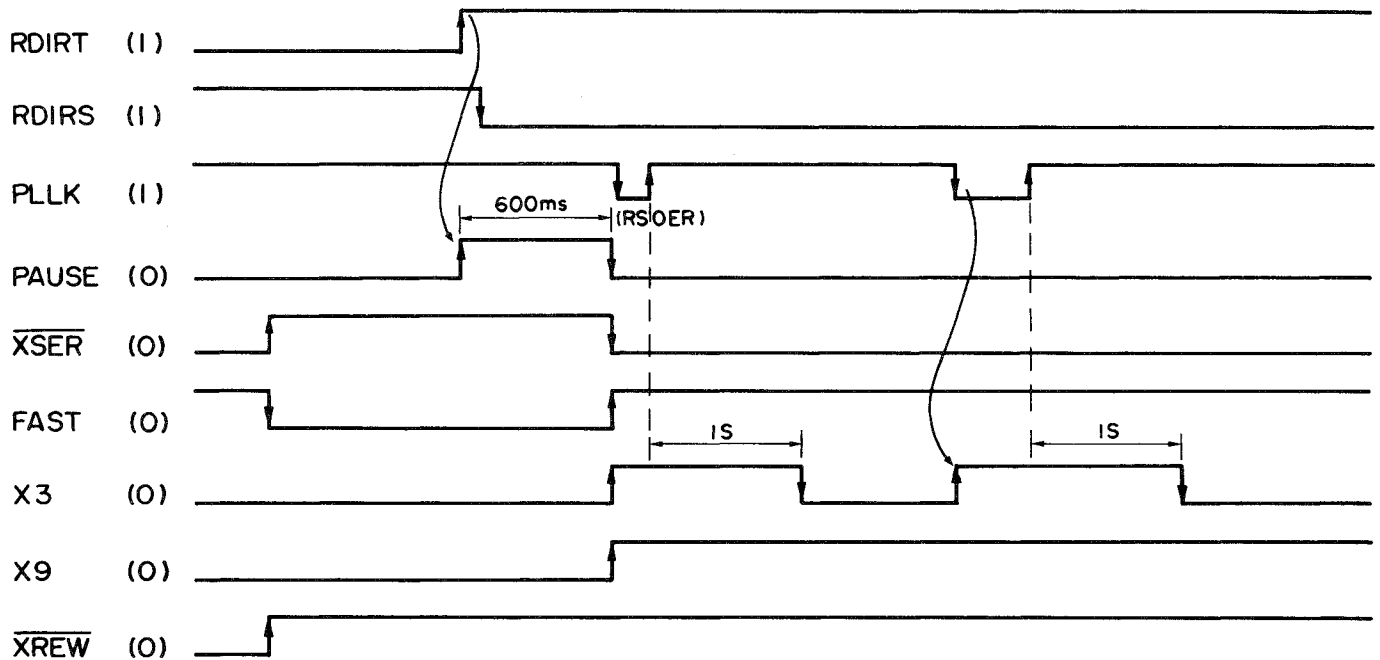 RDIRT (1)
RDIRS (1)
PLLK (1)
600ms (RSOER)
PAUSE (0)
XSER (0)
FAST (0)
1S 1S
X3 (0)
X9 (0)
XREW (0)